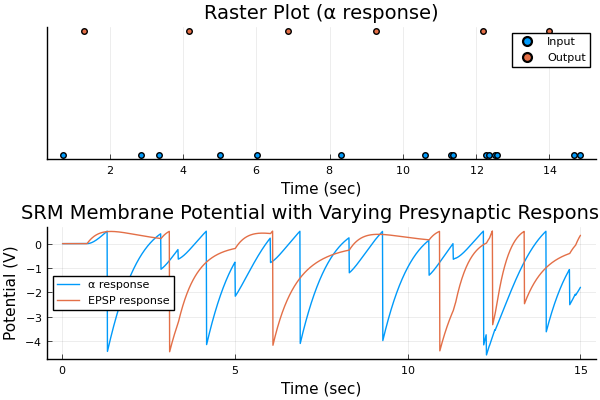 Raster Plot (α response)
Input
Output
2 4 6 8 10 12 14
Time (sec)
SRM Membrane Potential with Varying Presynaptic Respons
0
−1
−2
−3
−4
Potential (V)
α response
EPSP response
0 5 10 15
Time (sec)